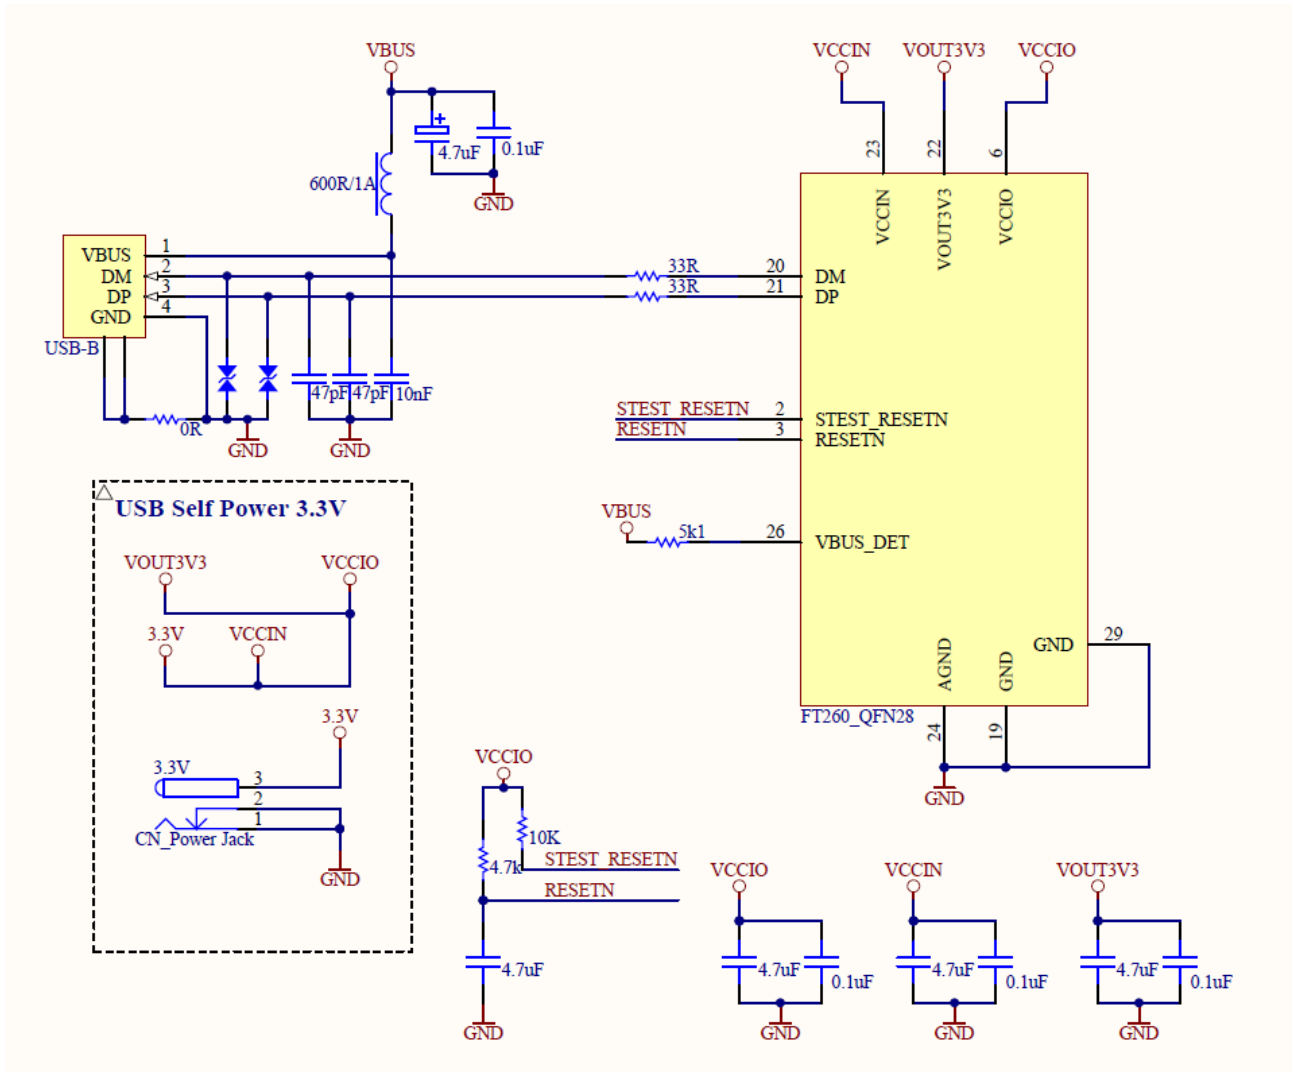 VBUS
VCCIN VOUT3V3 VCCIO
+
4.7uF 0.1uF
23 22 6
600R/1A
GND
VCCIN VOUT3V3 VCCIO
VBUS 1
DM 2 33R 20 DM
DP 3 33R 21 DP
GND 4
USB-B
47pF 47pF 10nF
0R
GND GND
STEST_RESETN 2 STEST_RESETN
RESETN 3 RESETN
USB Self Power 3.3V
VBUS
5k1 26 VBUS_DET
VOUT3V3 VCCIO
3.3V VCCIN
GND 29
AGND GND
3.3V
FT260_QFN28
24 19
GND
3.3V 3
2
1
CN_Power Jack
GND
VCCIO
10K
4.7k STEST_RESETN
RESETN
4.7uF
GND
VCCIO VCCIN VOUT3V3
4.7uF 0.1uF 4.7uF 0.1uF 4.7uF 0.1uF
GND GND GND